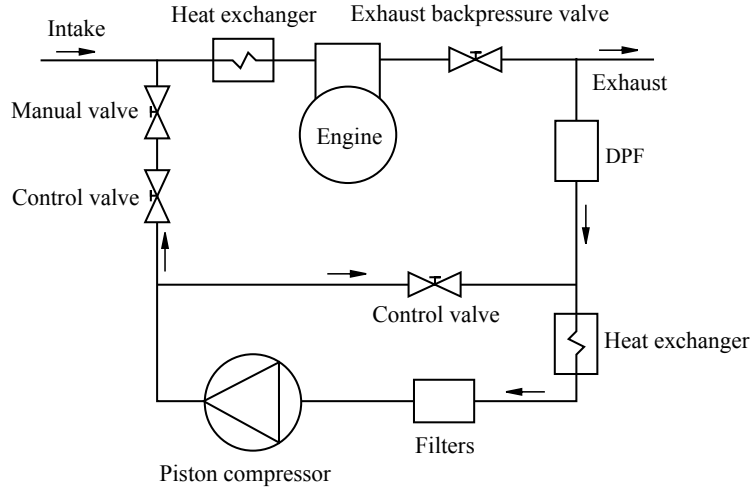 Heat exchanger
Exhaust backpressure valve
Intake
Exhaust
Manual valve
Engine
DPF
Control valve
Control valve
Heat exchanger
Filters
Piston compressor